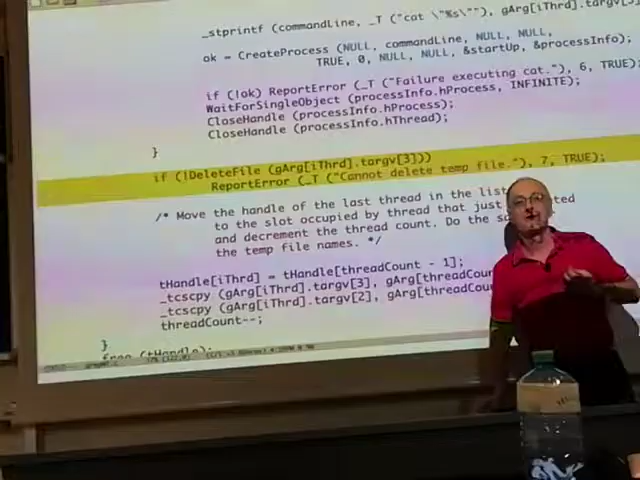 _stprintf (commandLine, _T ("cat \"%s\""), gArg[iThrd].targv[3]
ok = CreateProcess (NULL, commandLine, NULL, NULL,
TRUE, 0, NULL, NULL, &startUp, &processInfo);
if (!ok) ReportError (_T ("Failure executing cat."), 6, TRUE);
WaitForSingleObject (processInfo.hProcess, INFINITE);
CloseHandle (processInfo.hProcess);
CloseHandle (processInfo.hThread);
}
if (!DeleteFile (gArg[iThrd].targv[3]))
ReportError (_T ("Cannot delete temp file."), 7, TRUE);
/* Move the handle of the last thread in the list
to the slot occupied by thread that just
and decrement the thread count. Do the
the temp file names. */
tHandle[iThrd] = tHandle[threadCount - 1];
_tcscpy (gArg[iThrd].targv[3], gArg[threadCou
_tcscpy (gArg[iThrd].targv[2], gArg[threadCou
threadCount--;
}
free (tHandle);